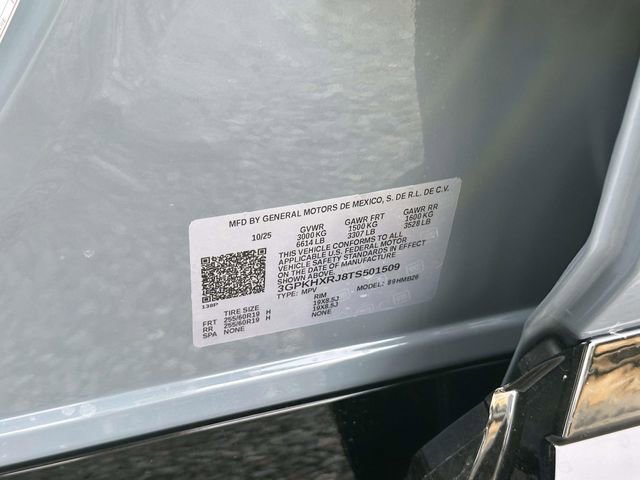 MFD BY GENERAL MOTORS DE MEXICO, S. DE R.L. DE C.V.
10/25 GVWR GAWR FRT GAWR RR
3000 KG 1500 KG 1600 KG
6614 LB 3307 LB 3528 LB
THIS VEHICLE CONFORMS TO ALL
APPLICABLE U.S. FEDERAL MOTOR
VEHICLE SAFETY STANDARDS IN EFFECT
ON THE DATE OF MANUFACTURE
SHOWN ABOVE.
3GPKHXRJ8TS501509
TYPE: MPV MODEL: 89HMB26
138P
TIRE SIZE RIM
FRT 255/60R19 H 19X8.5J
RR 255/60R19 H 19X8.5J
SPA NONE NONE